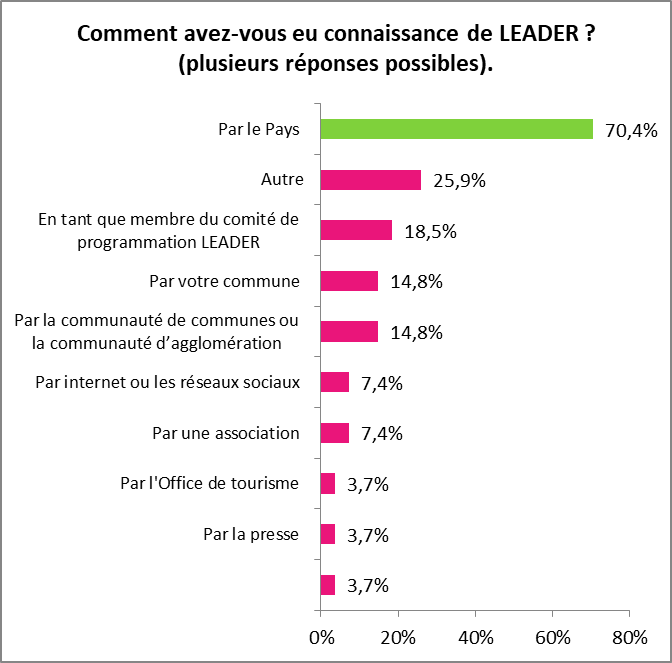 Comment avez-vous eu connaissance de LEADER ?
(plusieurs réponses possibles).
Par le Pays
70,4%
Autre
25,9%
En tant que membre du comité de
programmation LEADER
18,5%
Par votre commune
14,8%
Par la communauté de communes ou
la communauté d’agglomération
14,8%
Par internet ou les réseaux sociaux
7,4%
Par une association
7,4%
Par l'Office de tourisme
3,7%
Par la presse
3,7%
3,7%
0% 20% 40% 60% 80%